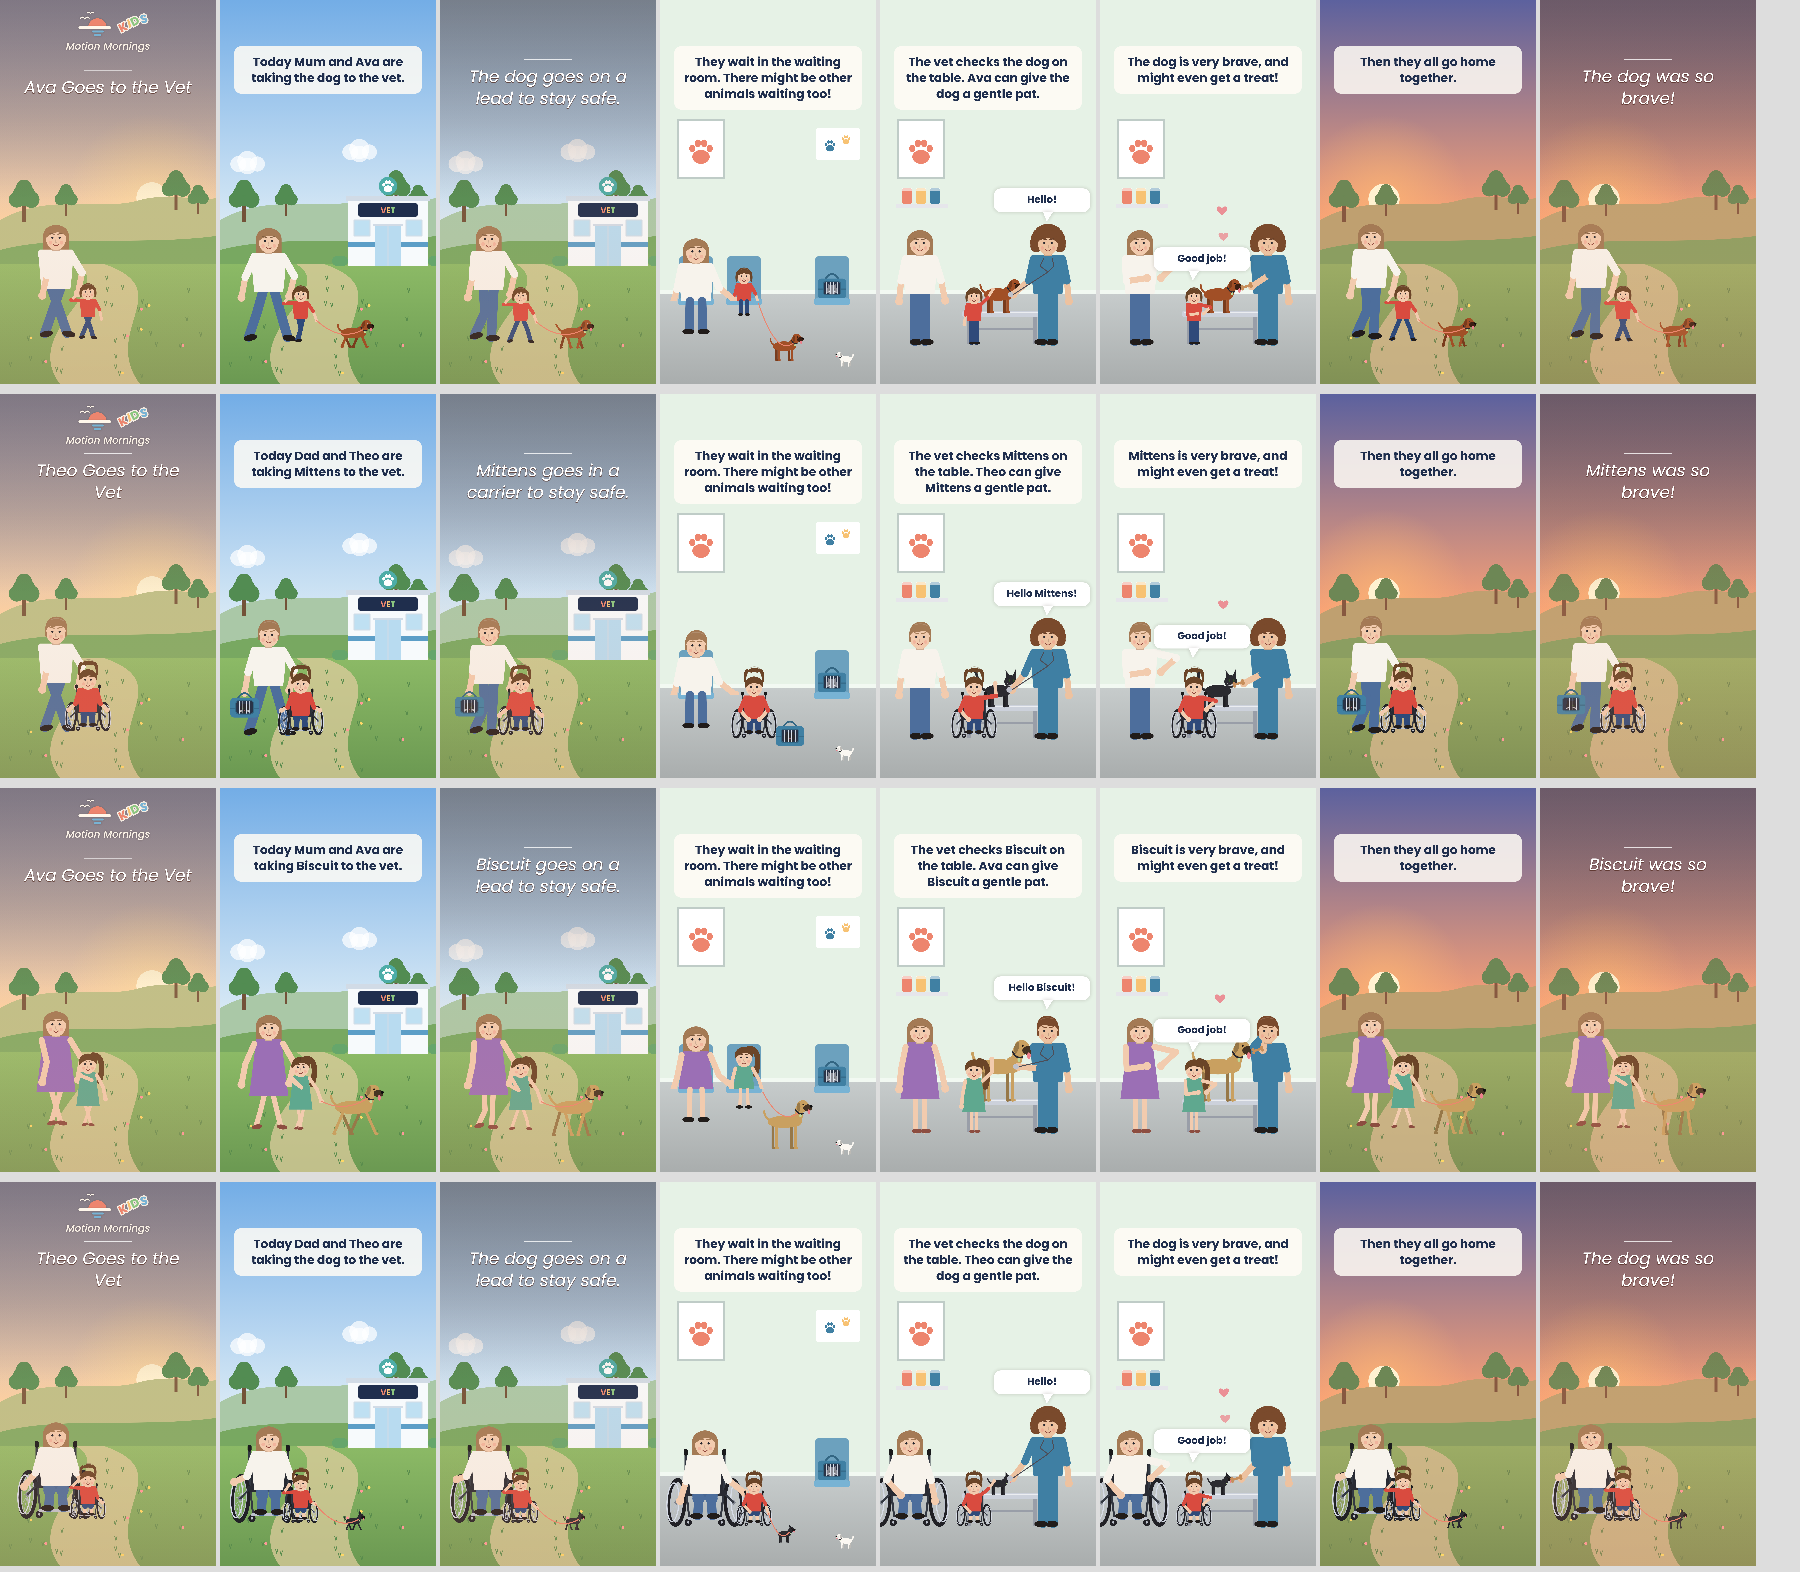 KIDS
Motion Mornings
Ava Goes to the Vet
Today Mum and Ava are
taking the dog to the vet.
VET
The dog goes on a
lead to stay safe.
VET
They wait in the waiting
room. There might be other
animals waiting too!
The vet checks the dog on
the table. Ava can give the
dog a gentle pat.
Hello!
The dog is very brave, and
might even get a treat!
Good job!
Then they all go home
together.
The dog was so
brave!
KIDS
Motion Mornings
Theo Goes to the
Vet
Today Dad and Theo are
taking Mittens to the vet.
VET
Mittens goes in a
carrier to stay safe.
VET
They wait in the waiting
room. There might be other
animals waiting too!
The vet checks Mittens on
the table. Theo can give
Mittens a gentle pat.
Hello Mittens!
Mittens is very brave, and
might even get a treat!
Good job!
Then they all go home
together.
Mittens was so
brave!
KIDS
Motion Mornings
Ava Goes to the Vet
Today Mum and Ava are
taking Biscuit to the vet.
VET
Biscuit goes on a
lead to stay safe.
VET
They wait in the waiting
room. There might be other
animals waiting too!
The vet checks Biscuit on
the table. Ava can give
Biscuit a gentle pat.
Hello Biscuit!
Biscuit is very brave, and
might even get a treat!
Good job!
Then they all go home
together.
Biscuit was so
brave!
KIDS
Motion Mornings
Theo Goes to the
Vet
Today Dad and Theo are
taking the dog to the vet.
VET
The dog goes on a
lead to stay safe.
VET
They wait in the waiting
room. There might be other
animals waiting too!
The vet checks the dog on
the table. Theo can give the
dog a gentle pat.
Hello!
The dog is very brave, and
might even get a treat!
Good job!
Then they all go home
together.
The dog was so
brave!